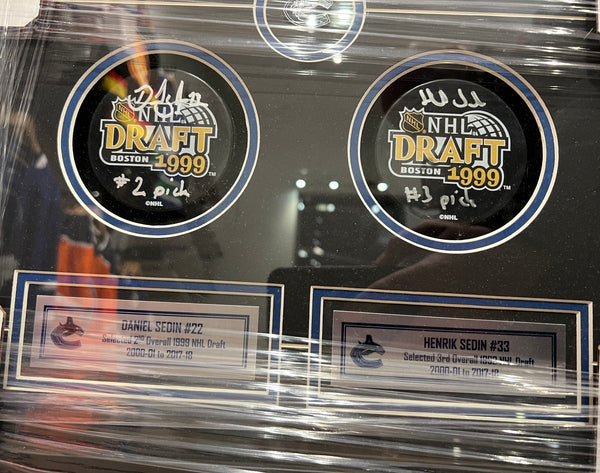 NHL
DRAFT
BOSTON 1999
™
#2 pick
©NHL
NHL
DRAFT
BOSTON 1999
™
#3 pick
©NHL
DANIEL SEDIN #22
Selected 2nd Overall 1999 NHL Draft
2000-01 to 2017-18
HENRIK SEDIN #33
Selected 3rd Overall 1999 NHL Draft
2000-01 to 2017-18